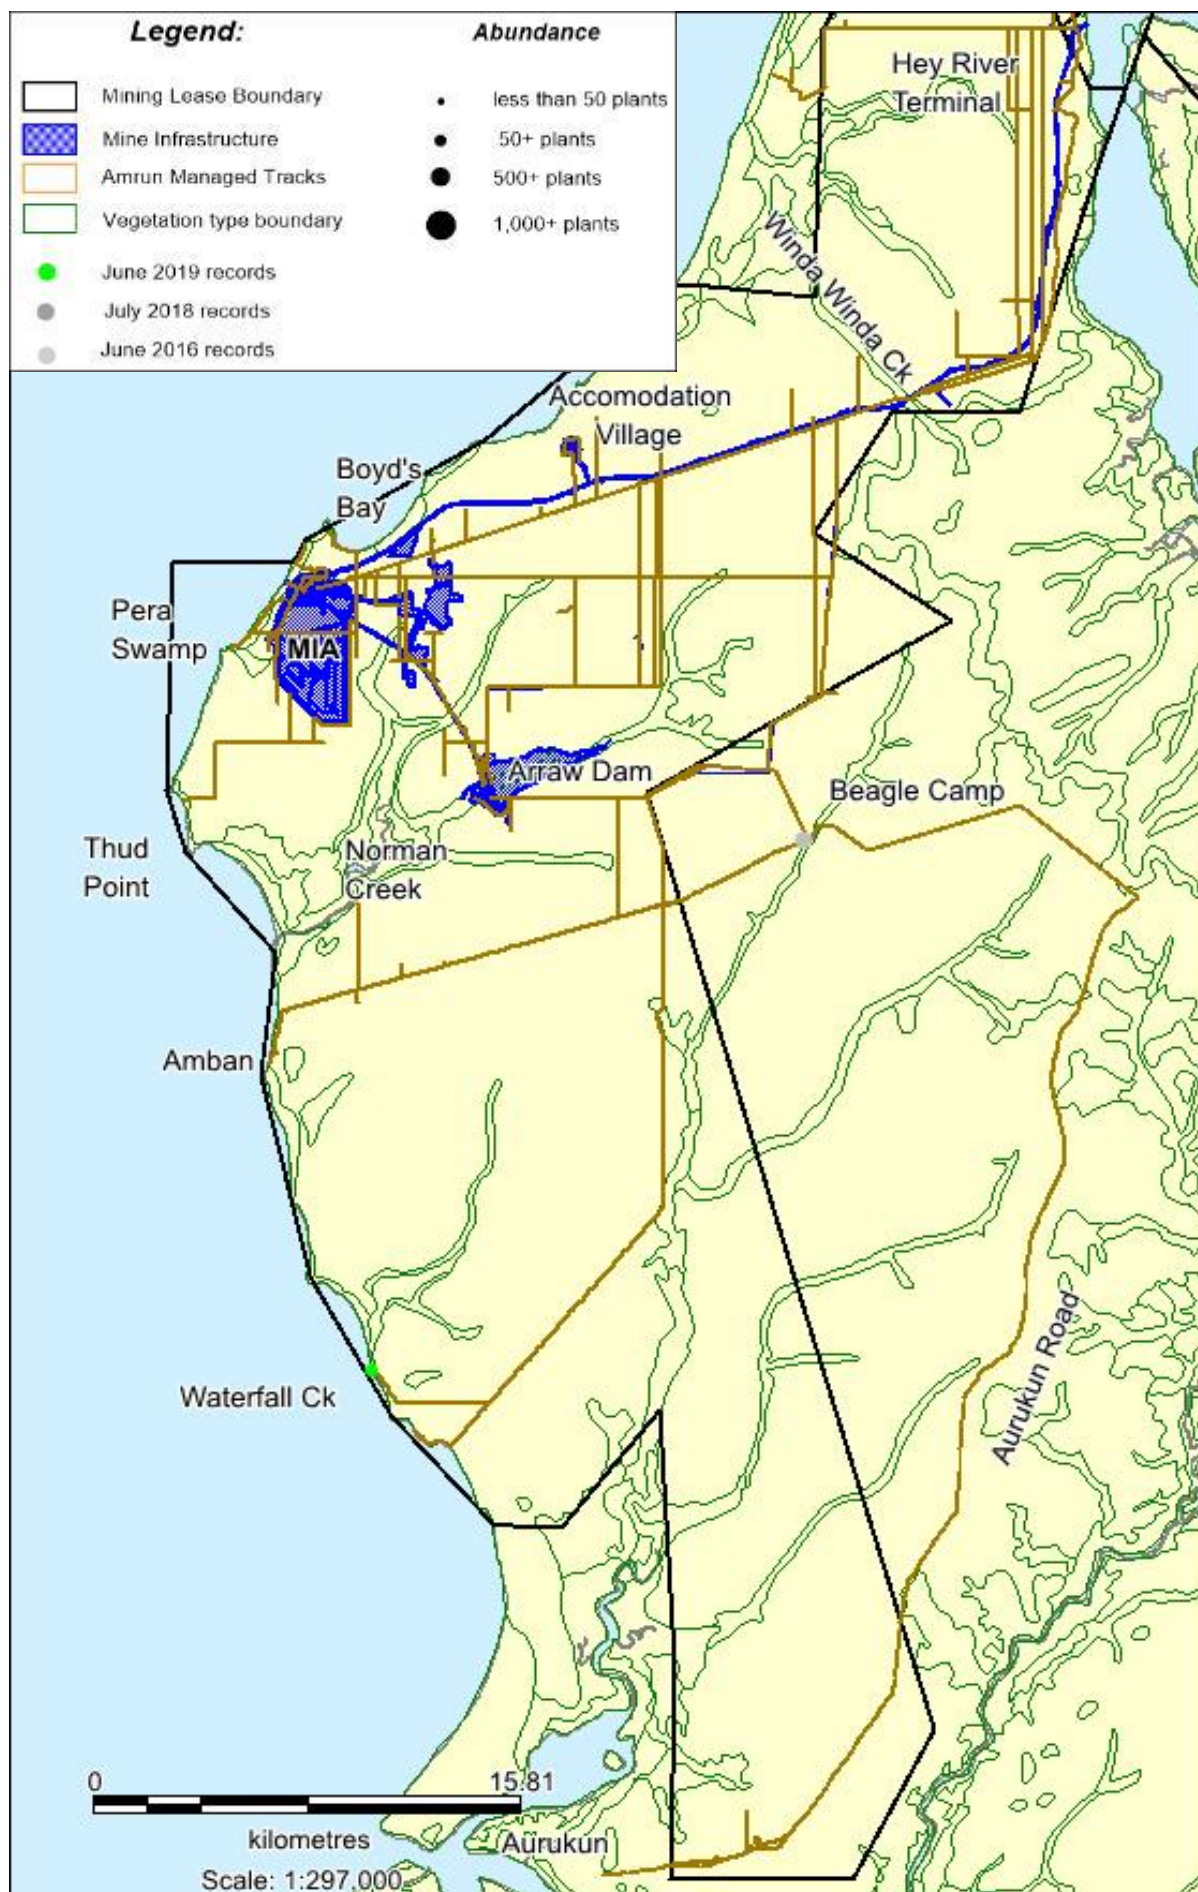 Legend:
Abundance
Mining Lease Boundary
less than 50 plants
Mine Infrastructure
50+ plants
Amrun Managed Tracks
500+ plants
Vegetation type boundary
1,000+ plants
June 2019 records
July 2018 records
June 2016 records
Hey River
Terminal
Winda Winda Ck
Accomodation
Village
Boyd's
Bay
Pera
Swamp
MIA
Arraw Dam
Beagle Camp
Thud
Point
Norman
Creek
Amban
Aurukun Road
Waterfall Ck
0
15.81
kilometres
Aurukun
Scale: 1:297,000